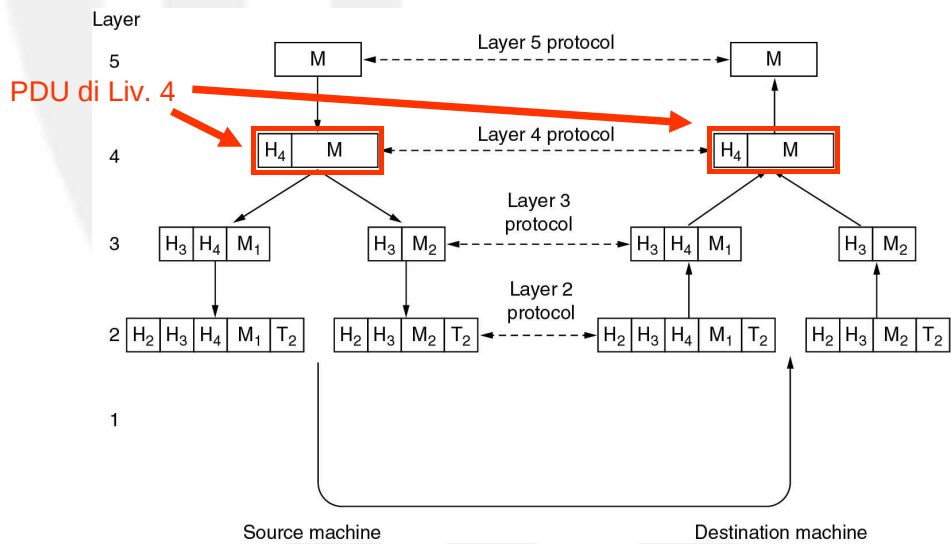 Layer
5
M
Layer 5 protocol
M
PDU di Liv. 4
4
H4 M
Layer 4 protocol
H4 M
3
H3 H4 M1
H3 M2
Layer 3
protocol
H3 H4 M1
H3 M2
2
H2 H3 H4 M1 T2
H2 H3 M2 T2
Layer 2
protocol
H2 H3 H4 M1 T2
H2 H3 M2 T2
1
Source machine
Destination machine